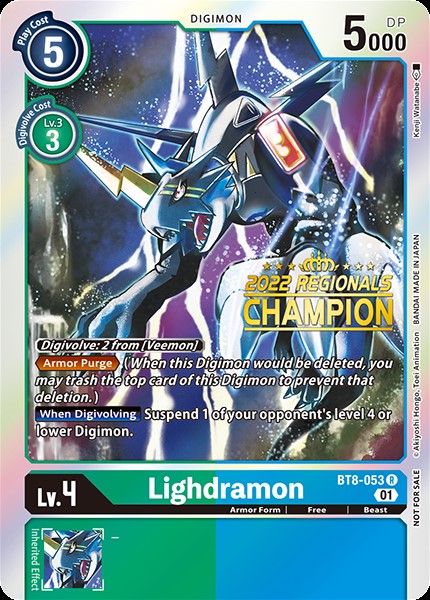 Play Cost
5
DIGIMON
DP
5000
Digivolve Cost
Lv.3
3
Kenji Watanabe
2022 REGIONALS
CHAMPION
Digivolve: 2 from [Veemon]
Armor Purge (When this Digimon would be deleted, you
may trash the top card of this Digimon to prevent that
deletion.)
When Digivolving Suspend 1 of your opponent's level 4 or
lower Digimon.
©Akiyoshi Hongo, Toei Animation BANDAI MADE IN JAPAN
NOT FOR SALE
Lv.4
Lighdramon
BT8-053 R
01
Armor Form | Free | Beast
Inherited Effect
-